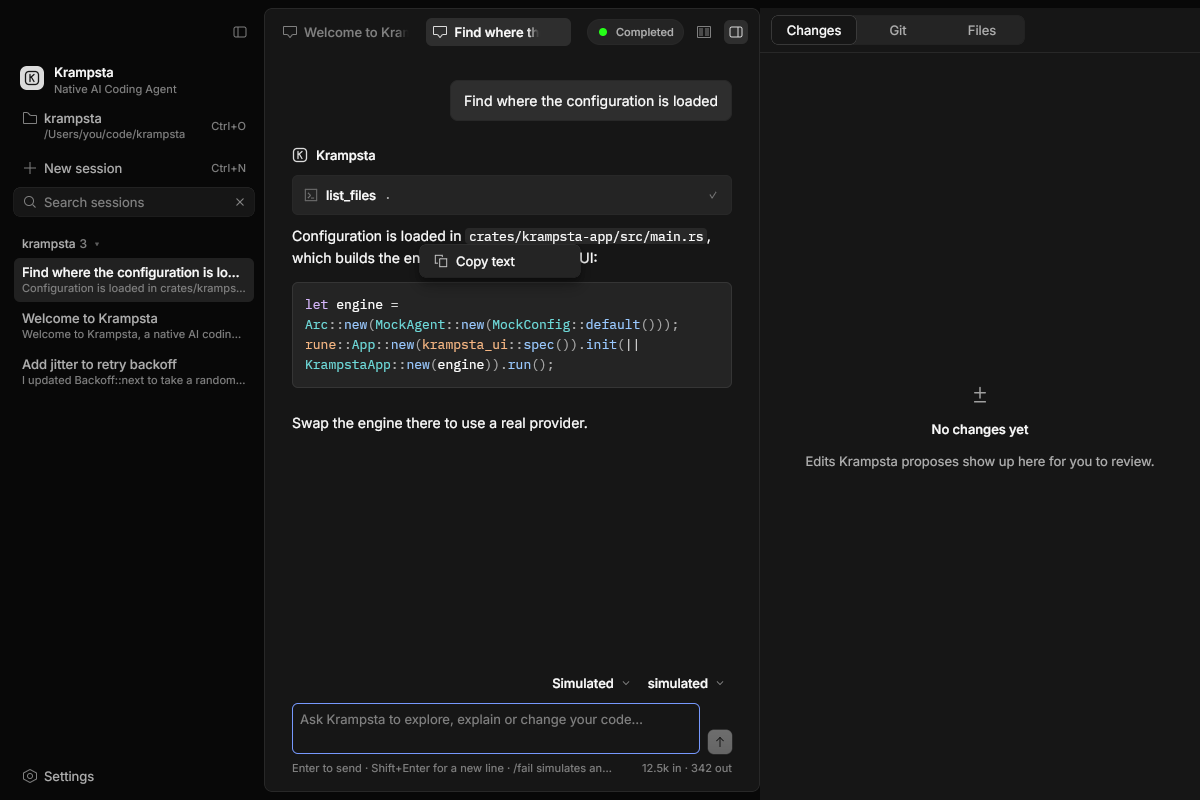 Krampsta
Native AI Coding Agent
krampsta
/Users/you/code/krampsta
Ctrl+O
New session
Ctrl+N
Search sessions
krampsta 3
Find where the configuration is lo...
Configuration is loaded in crates/kramps...
Welcome to Krampsta
Welcome to Krampsta, a native AI codin...
Add jitter to retry backoff
I updated Backoff::next to take a random...
Settings
Welcome to Krar
Find where th
Completed
Find where the configuration is loaded
Krampsta
list_files .
Configuration is loaded in crates/krampsta-app/src/main.rs,
which builds the en
UI:
Copy text
let engine =
Arc::new(MockAgent::new(MockConfig::default()));
rune::App::new(krampsta_ui::spec()).init(||
KrampstaApp::new(engine)).run();
Swap the engine there to use a real provider.
Simulated
simulated
Ask Krampsta to explore, explain or change your code...
Enter to send · Shift+Enter for a new line · /fail simulates an...
12.5k in · 342 out
Changes
Git
Files
No changes yet
Edits Krampsta proposes show up here for you to review.